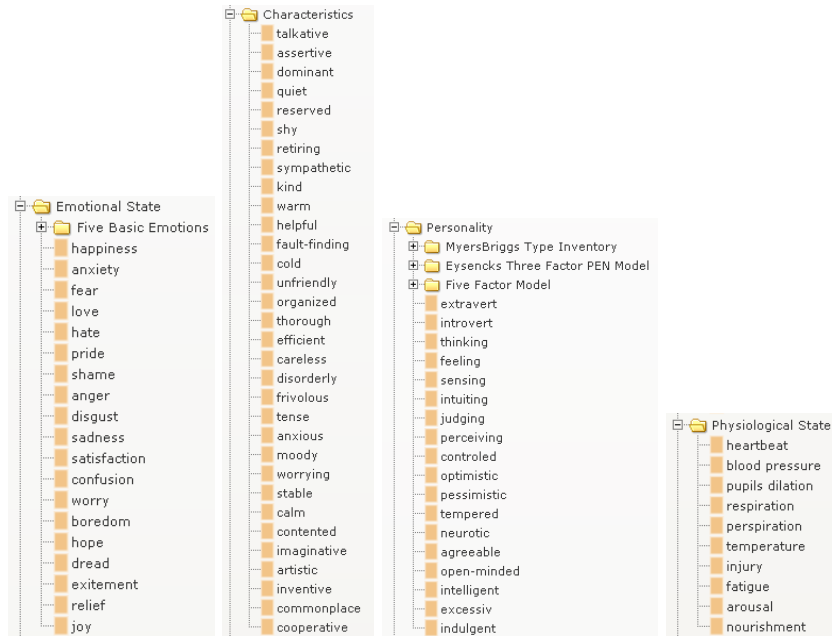 Emotional State
Five Basic Emotions
happiness
anxiety
fear
love
hate
pride
shame
anger
disgust
sadness
satisfaction
confusion
worry
boredom
hope
dread
exitement
relief
joy
Characteristics
talkative
assertive
dominant
quiet
reserved
shy
retiring
sympathetic
kind
warm
helpful
fault-finding
cold
unfriendly
organized
thorough
efficient
careless
disorderly
frivolous
tense
anxious
moody
worrying
stable
calm
contented
imaginative
artistic
inventive
commonplace
cooperative
Personality
MyersBriggs Type Inventory
Eysencks Three Factor PEN Model
Five Factor Model
extravert
introvert
thinking
feeling
sensing
intuiting
judging
perceiving
controled
optimistic
pessimistic
tempered
neurotic
agreeable
open-minded
intelligent
excessiv
indulgent
Physiological State
heartbeat
blood pressure
pupils dilation
respiration
perspiration
temperature
injury
fatigue
arousal
nourishment